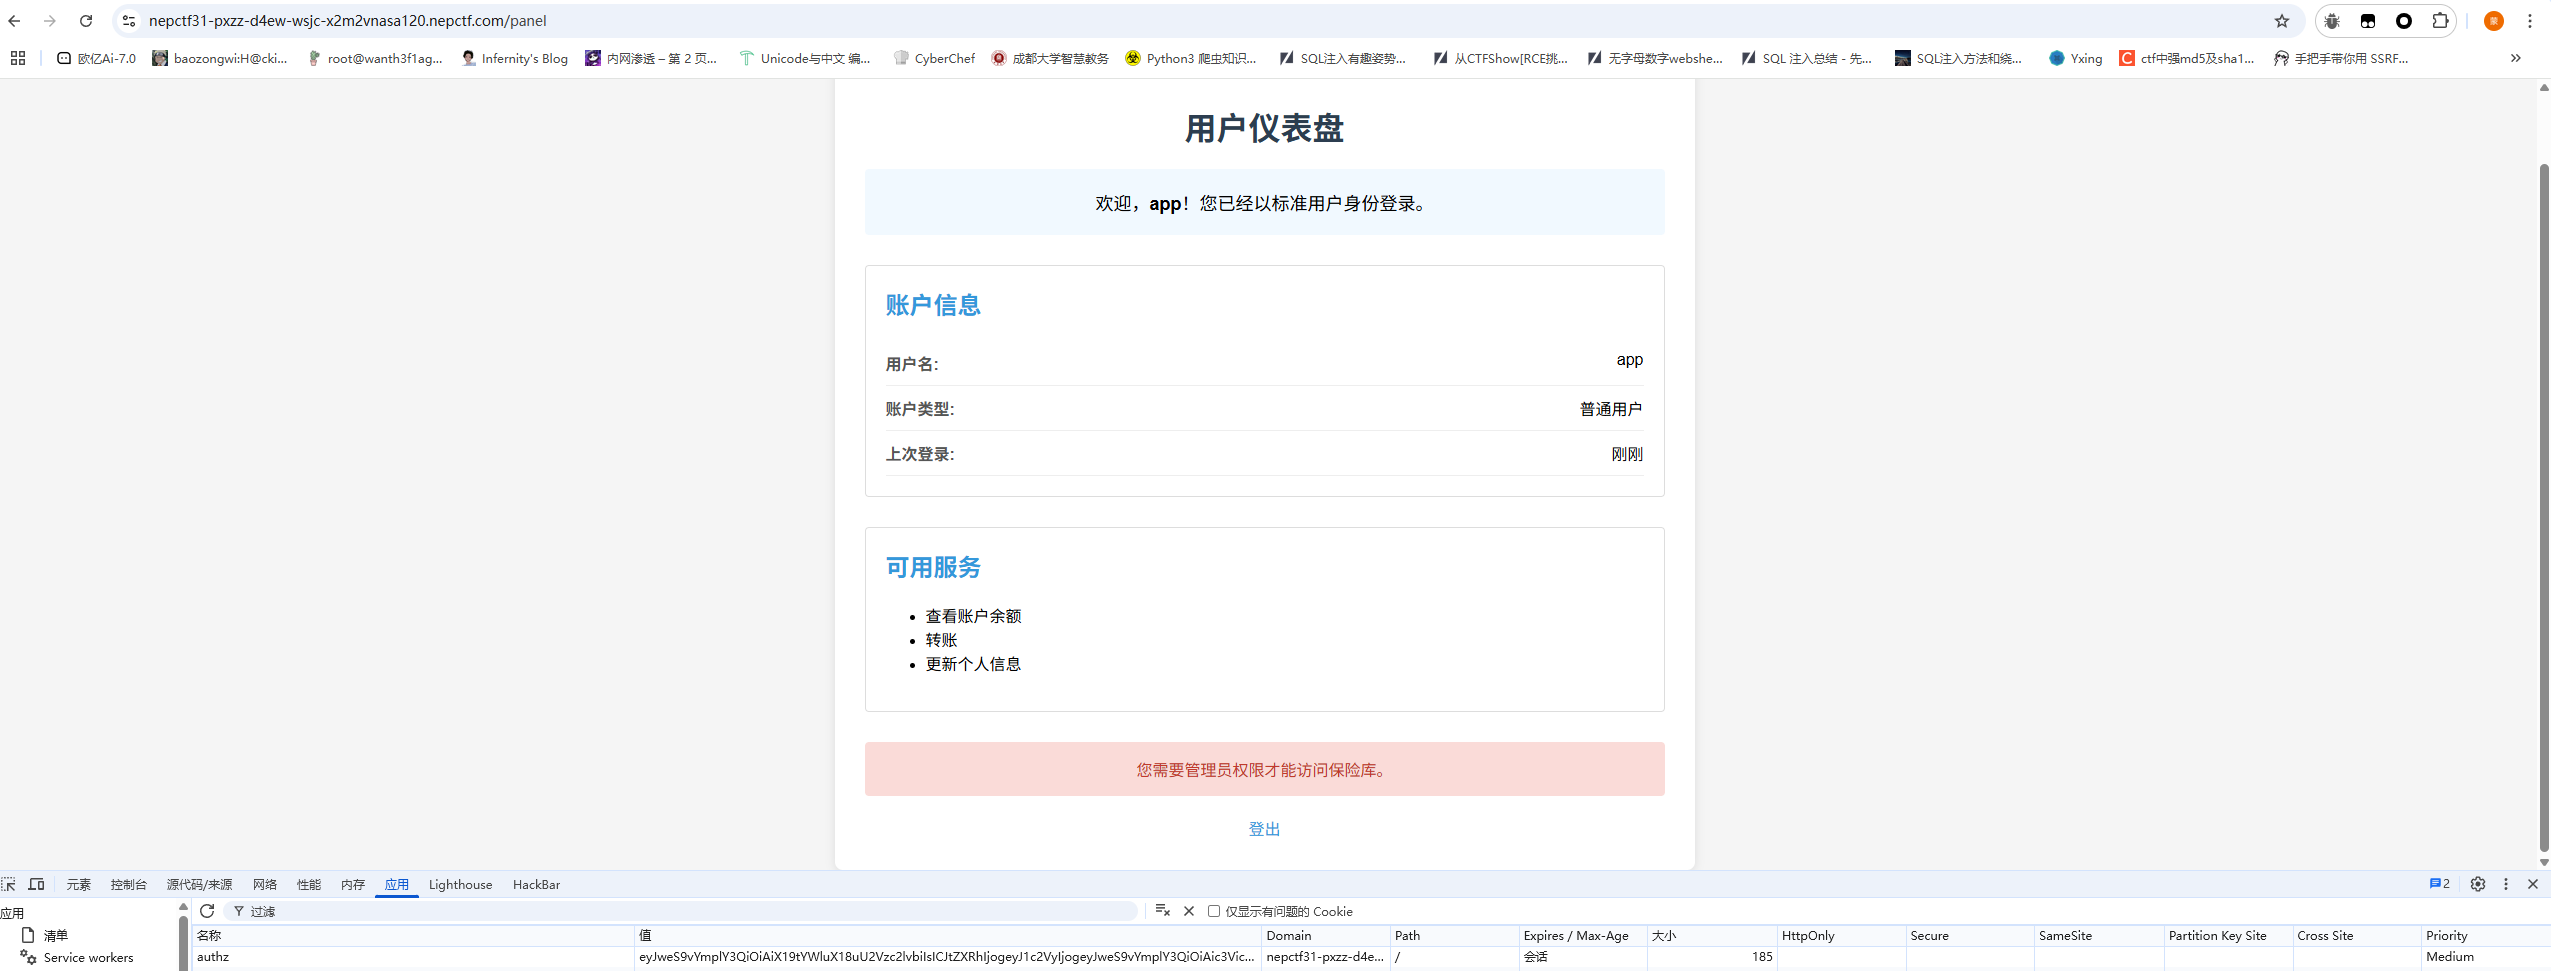 nepctf31-pxzz-d4ew-wsjc-x2m2vnasa120.nepctf.com/panel
欧亿Ai-7.0 baozongwi:H@cki... root@wanth3f1ag... Infernity's Blog 内网渗透 – 第 2 页... Unicode与中文 编... CyberChef 成都大学智慧教务 Python3 爬虫知识... SQL注入有趣姿势... 从CTFShow[RCE挑... 无字母数字webshe... SQL 注入总结 - 先... SQL注入方法和绕... Yxing ctf中强md5及sha1... 手把手带你用 SSRF...
用户仪表盘
欢迎，app！您已经以标准用户身份登录。
账户信息
用户名: app
账户类型: 普通用户
上次登录: 刚刚
可用服务
查看账户余额
转账
更新个人信息
您需要管理员权限才能访问保险库。
登出
元素 控制台 源代码/来源 网络 性能 内存 应用 Lighthouse HackBar 2
应用 过滤 仅显示有问题的 Cookie
清单 名称 值 Domain Path Expires / Max-Age 大小 HttpOnly Secure SameSite Partition Key Site Cross Site Priority
Service workers authz eyJweS9vYmplY3QiOiAiX19tYWluX18uU2Vzc2lvbiIsICJtZXRhIjogeyJ1c2VyIjogeyJweS9vYmplY3QiOiAic3Vic... nepctf31-pxzz-d4e... / 会话 185 Medium